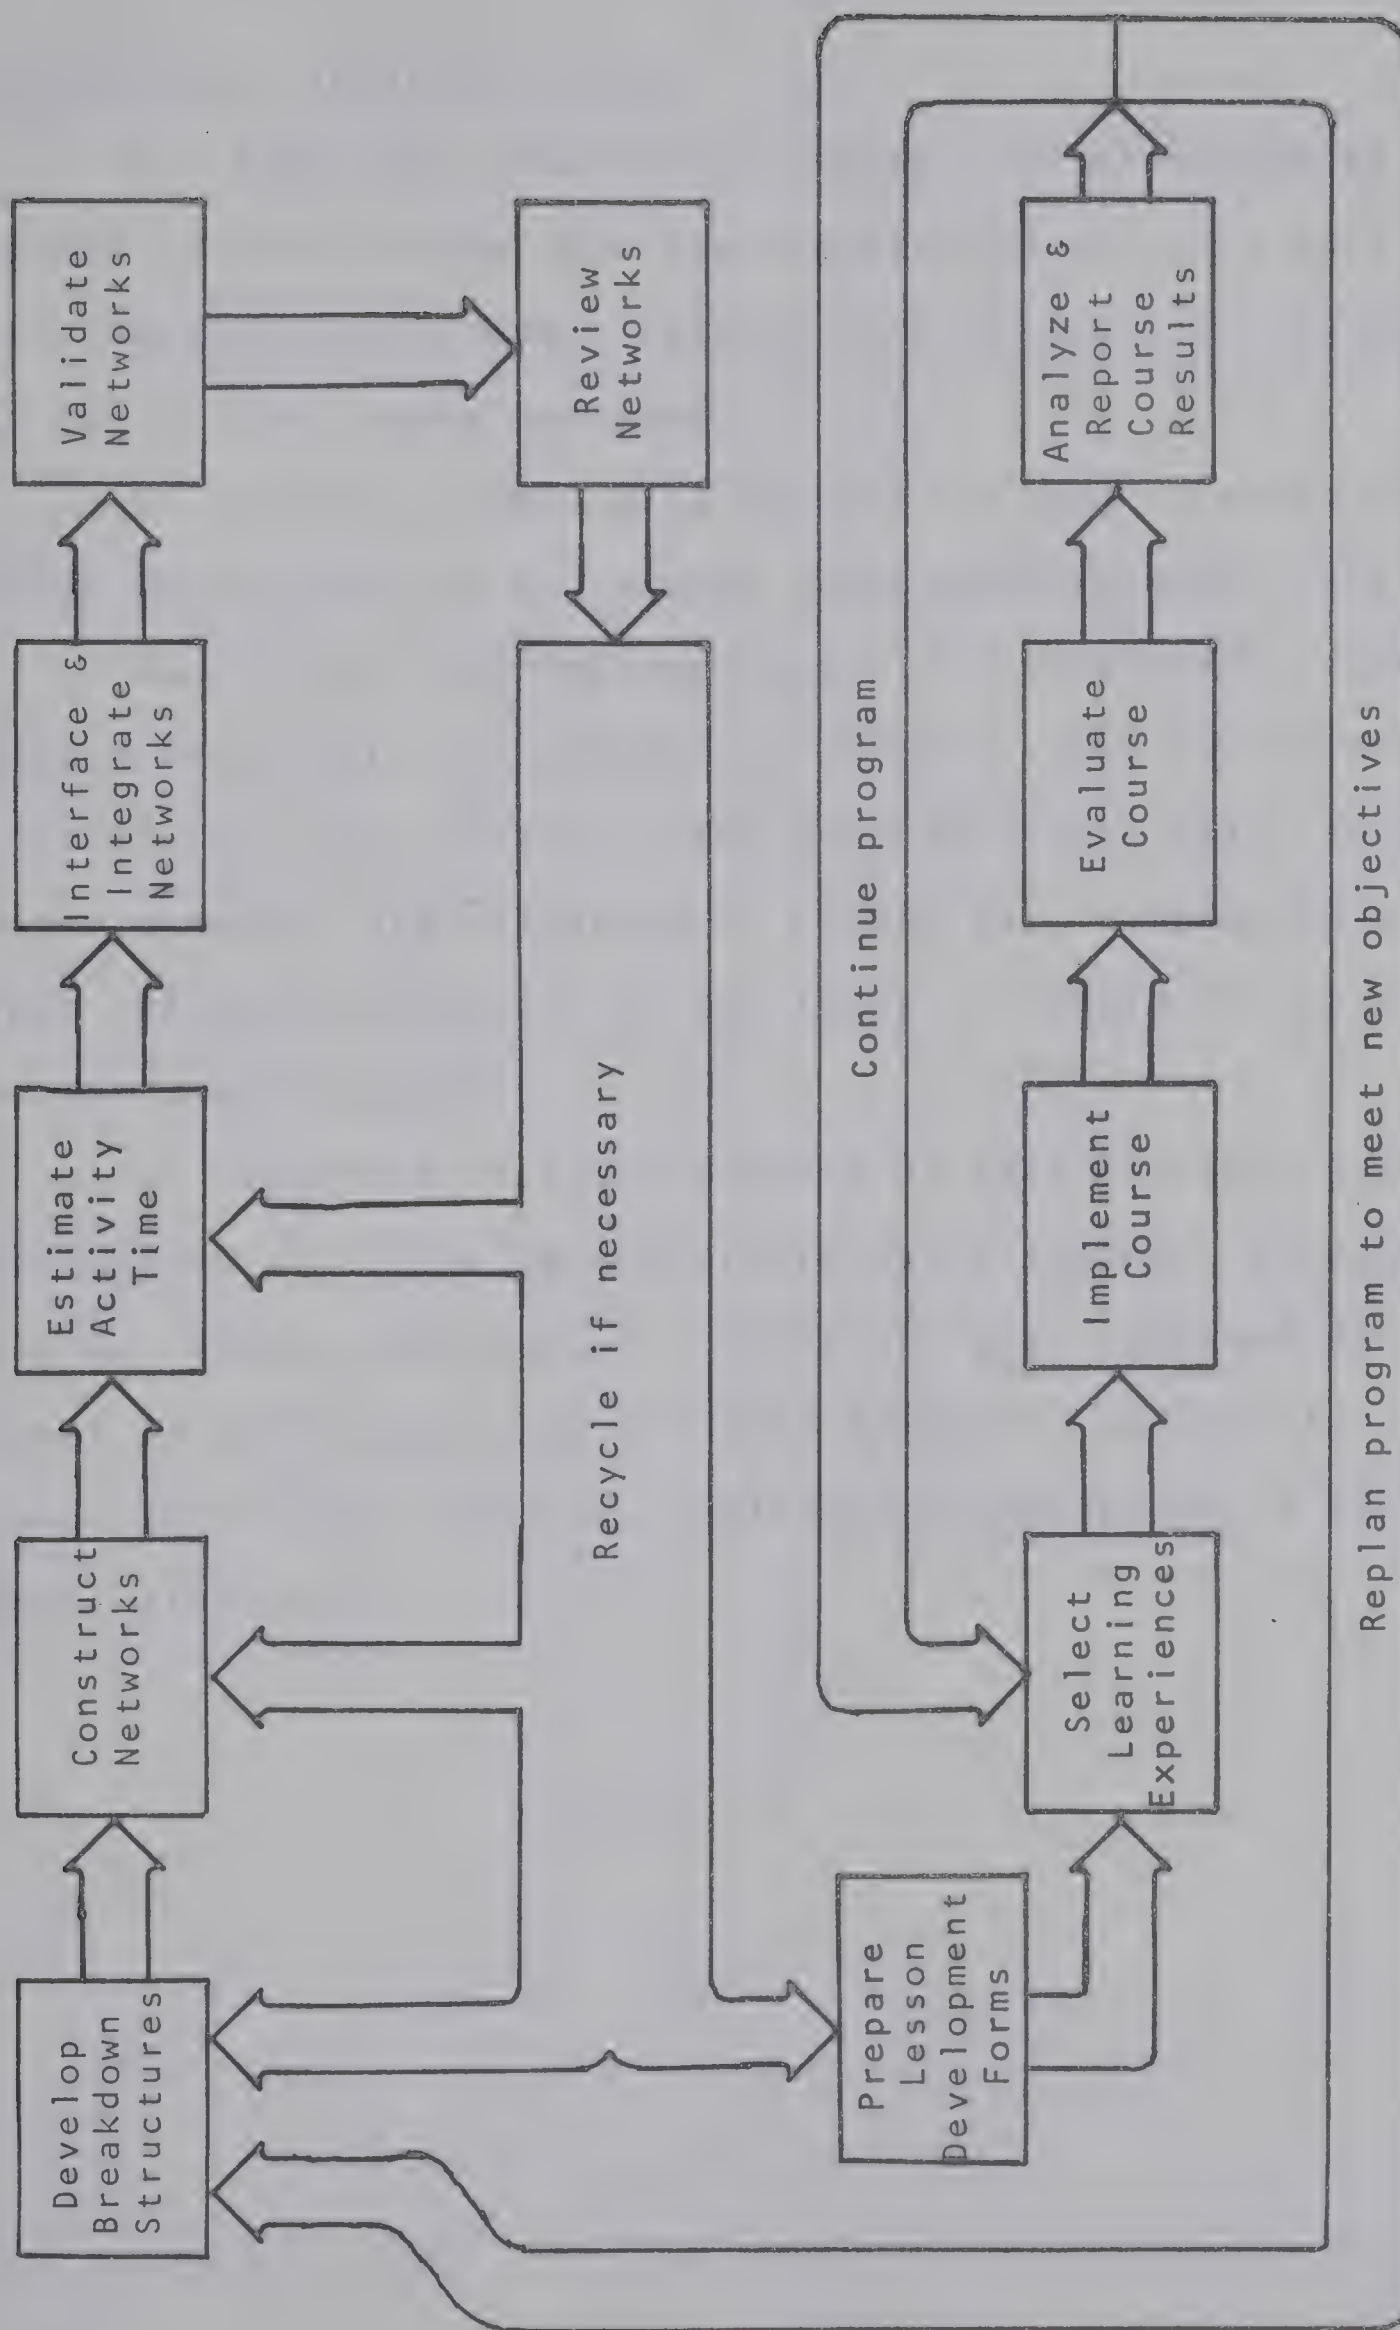 Develop
Breakdown
Structures
Construct
Networks
Estimate
Activity
Time
Interface &
Integrate
Networks
Validate
Networks
Review
Networks
Recycle if necessary
Prepare
Lesson
Development
Forms
Continue program
Select
Learning
Experiences
Implement
Course
Evaluate
Course
Analyze &
Report
Course
Results
Replan program to meet new objectives